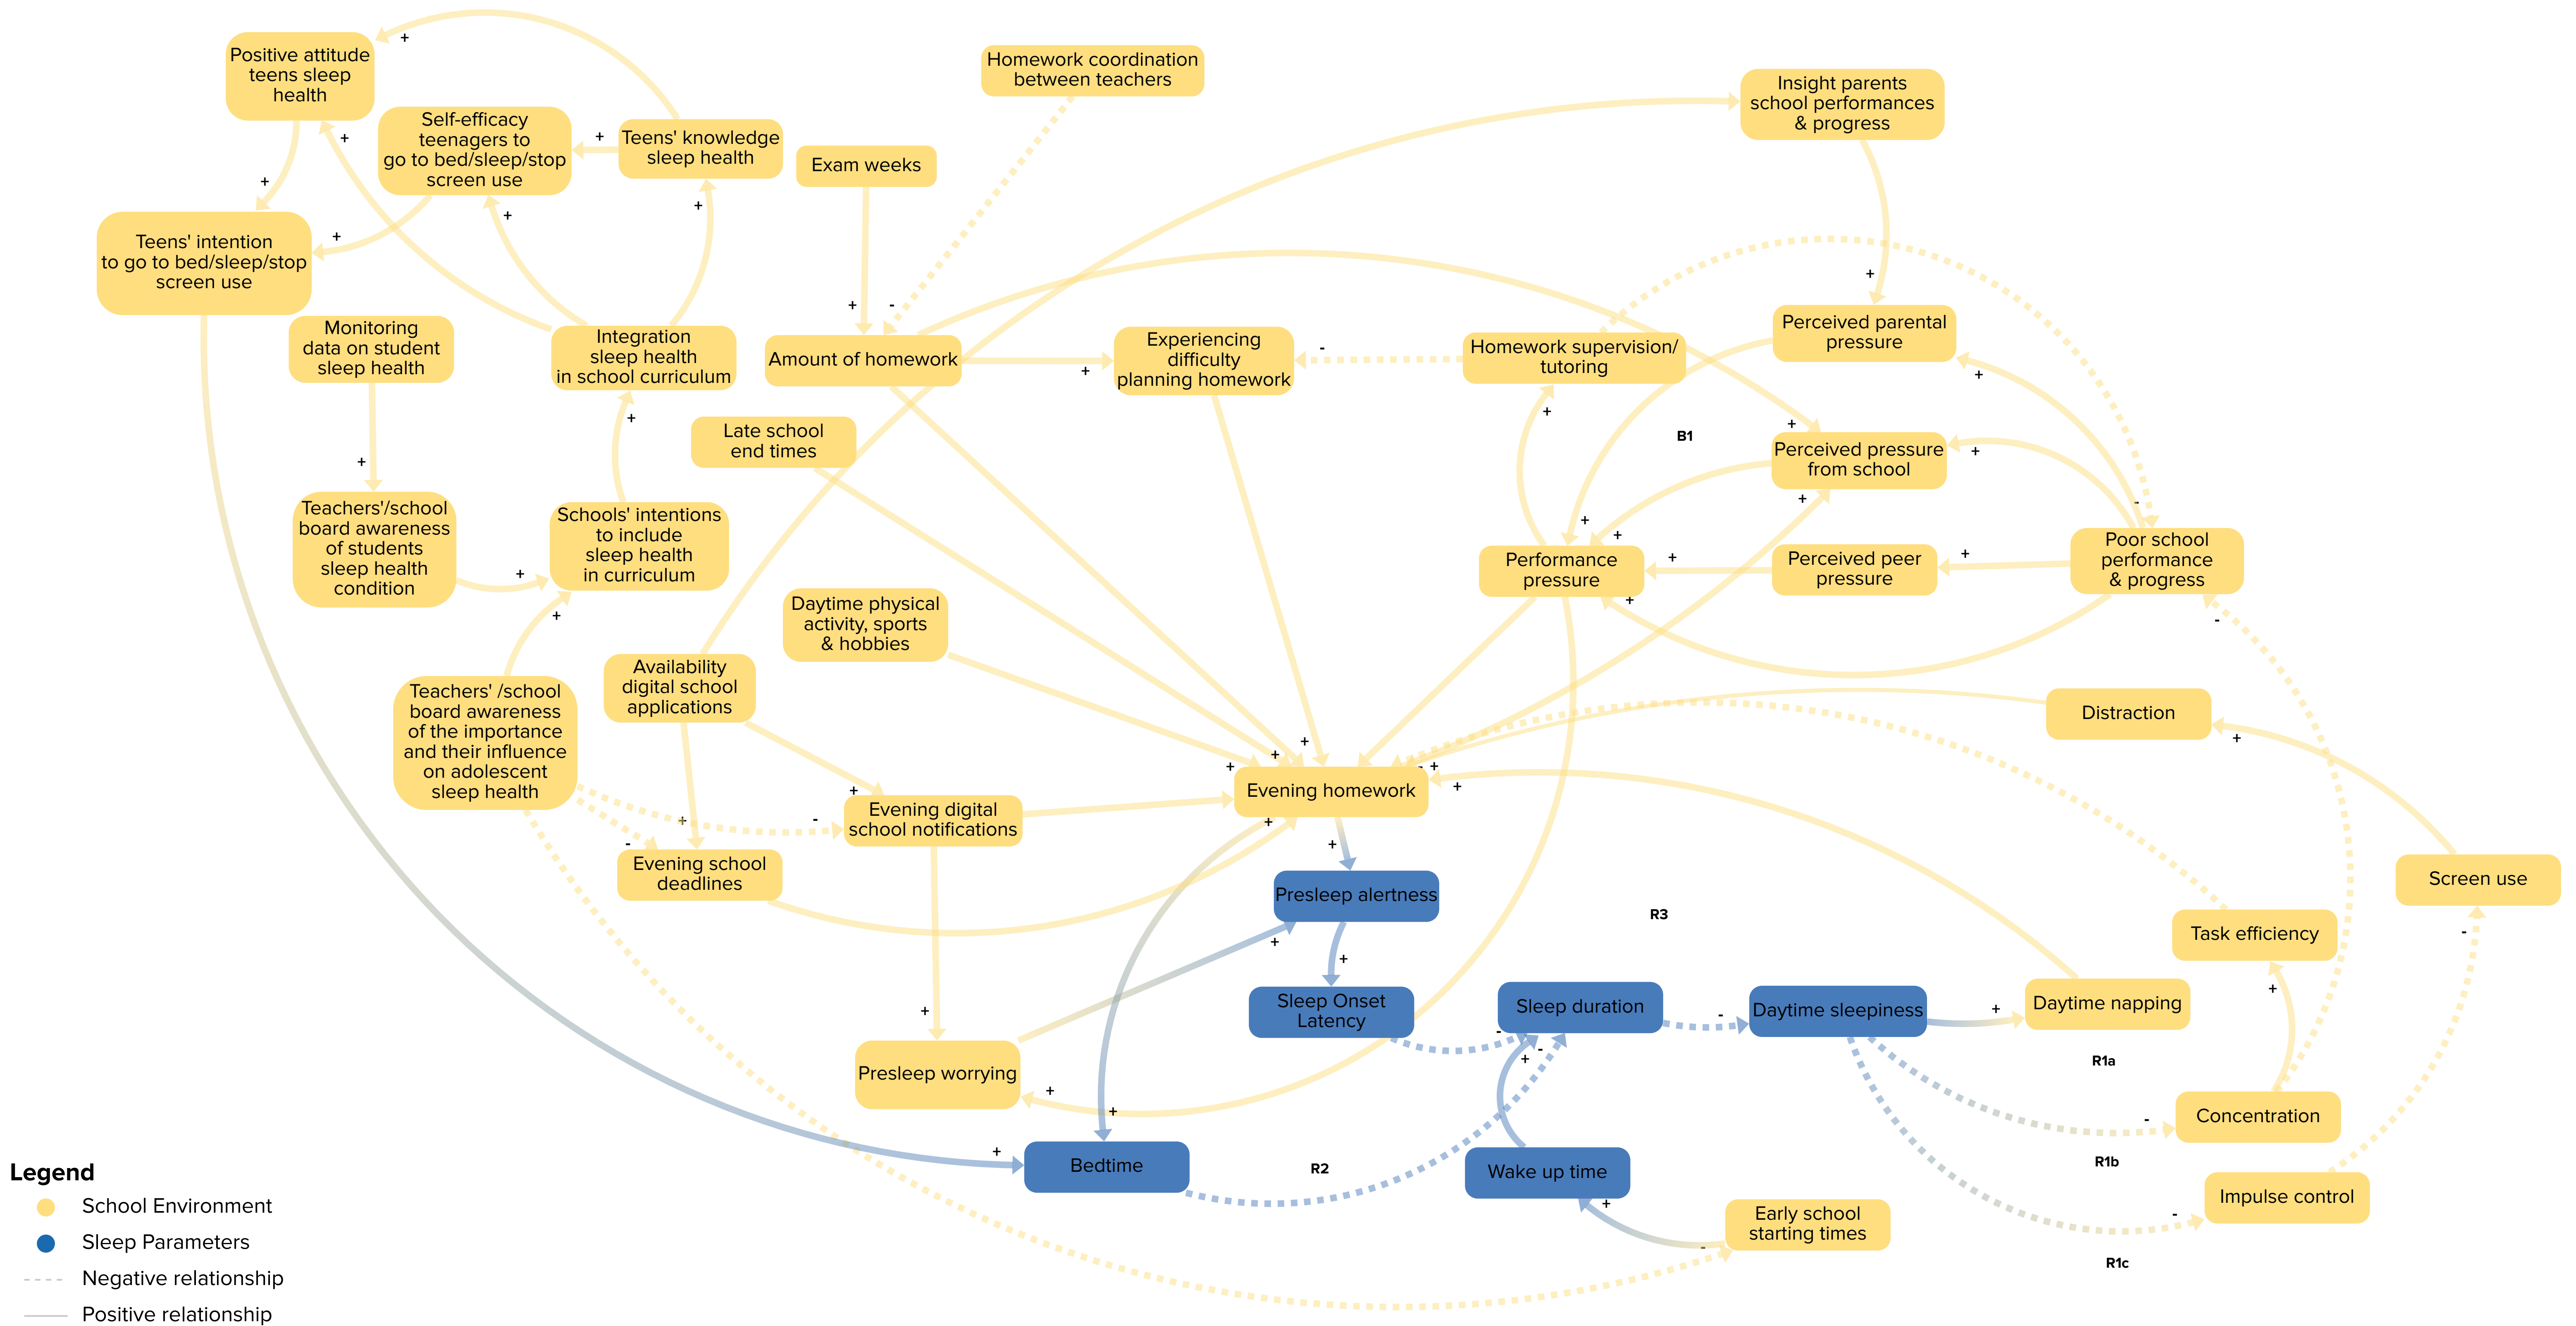 Positive attitude
teens sleep
health
Self-efficacy
teenagers to
go to bed/sleep/stop
screen use
Teens' knowledge
sleep health
Homework coordination
between teachers
Exam weeks
Insight parents
school performances
& progress
Teens' intention
to go to bed/sleep/stop
screen use
Monitoring
data on student
sleep health
Integration
sleep health
in school curriculum
Amount of homework
Experiencing
difficulty
planning homework
Homework supervision/
tutoring
Perceived parental
pressure
Late school
end times
B1
Perceived pressure
from school
Teachers'/school
board awareness
of students
sleep health
condition
Schools' intentions
to include
sleep health
in curriculum
Performance
pressure
Perceived peer
pressure
Poor school
performance
& progress
Daytime physical
activity, sports
& hobbies
Availability
digital school
applications
Teachers' /school
board awareness
of the importance
and their influence
on adolescent
sleep health
Distraction
Evening homework
Evening digital
school notifications
Evening school
deadlines
Presleep alertness
Screen use
R3
Task efficiency
Sleep Onset
Latency
Sleep duration
Daytime sleepiness
Daytime napping
Presleep worrying
R1a
Concentration
Bedtime
R2
Wake up time
R1b
Impulse control
Early school
starting times
R1c
Legend
School Environment
Sleep Parameters
Negative relationship
Positive relationship